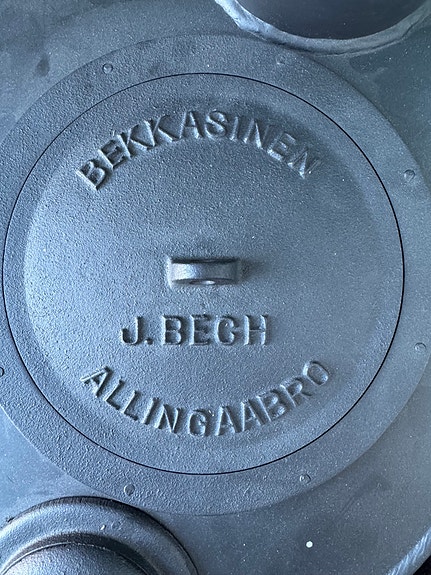 BEKKASINEN
J. BECH
ALLINGAABRO